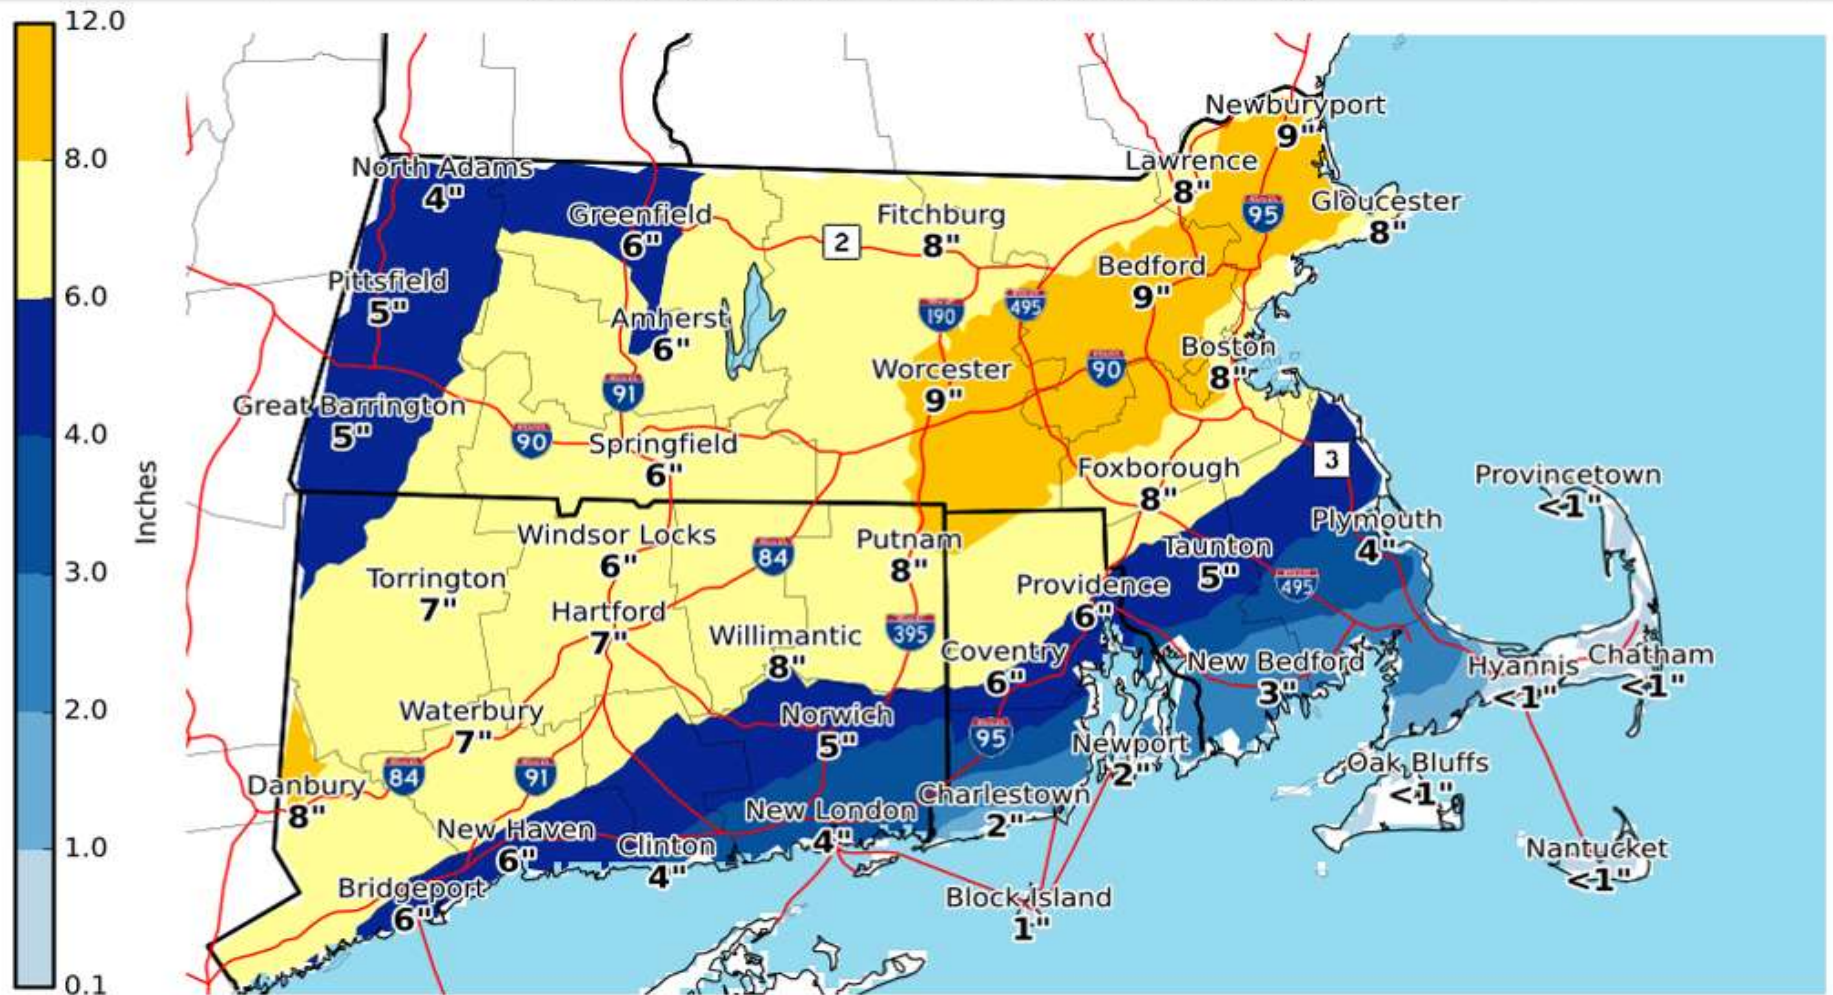 12.0
8.0
6.0
4.0
3.0
2.0
1.0
0.1
Inches
Newburyport
9"
Lawrence
8"
North Adams
4"
95
Gloucester
8"
Greenfield
6"
2
Fitchburg
8"
Bedford
9"
Pittsfield
5"
190
495
Amherst
6"
Boston
8"
Worcester
9"
90
91
Great Barrington
5"
90
Springfield
6"
3
Foxborough
8"
Provincetown
<1"
Windsor Locks
6"
84
Putnam
8"
Plymouth
4"
Taunton
5"
495
Torrington
7"
Providence
6"
Hartford
7"
395
Willimantic
8"
Coventry
6"
New Bedford
3"
Hyannis
<1"
Chatham
<1"
Waterbury
7"
Norwich
5"
95
Newport
2"
84
91
Danbury
8"
Oak Bluffs
<1"
Charlestown
2"
New London
4"
New Haven
6"
Clinton
4"
Nantucket
<1"
Bridgeport
6"
Block Island
1"